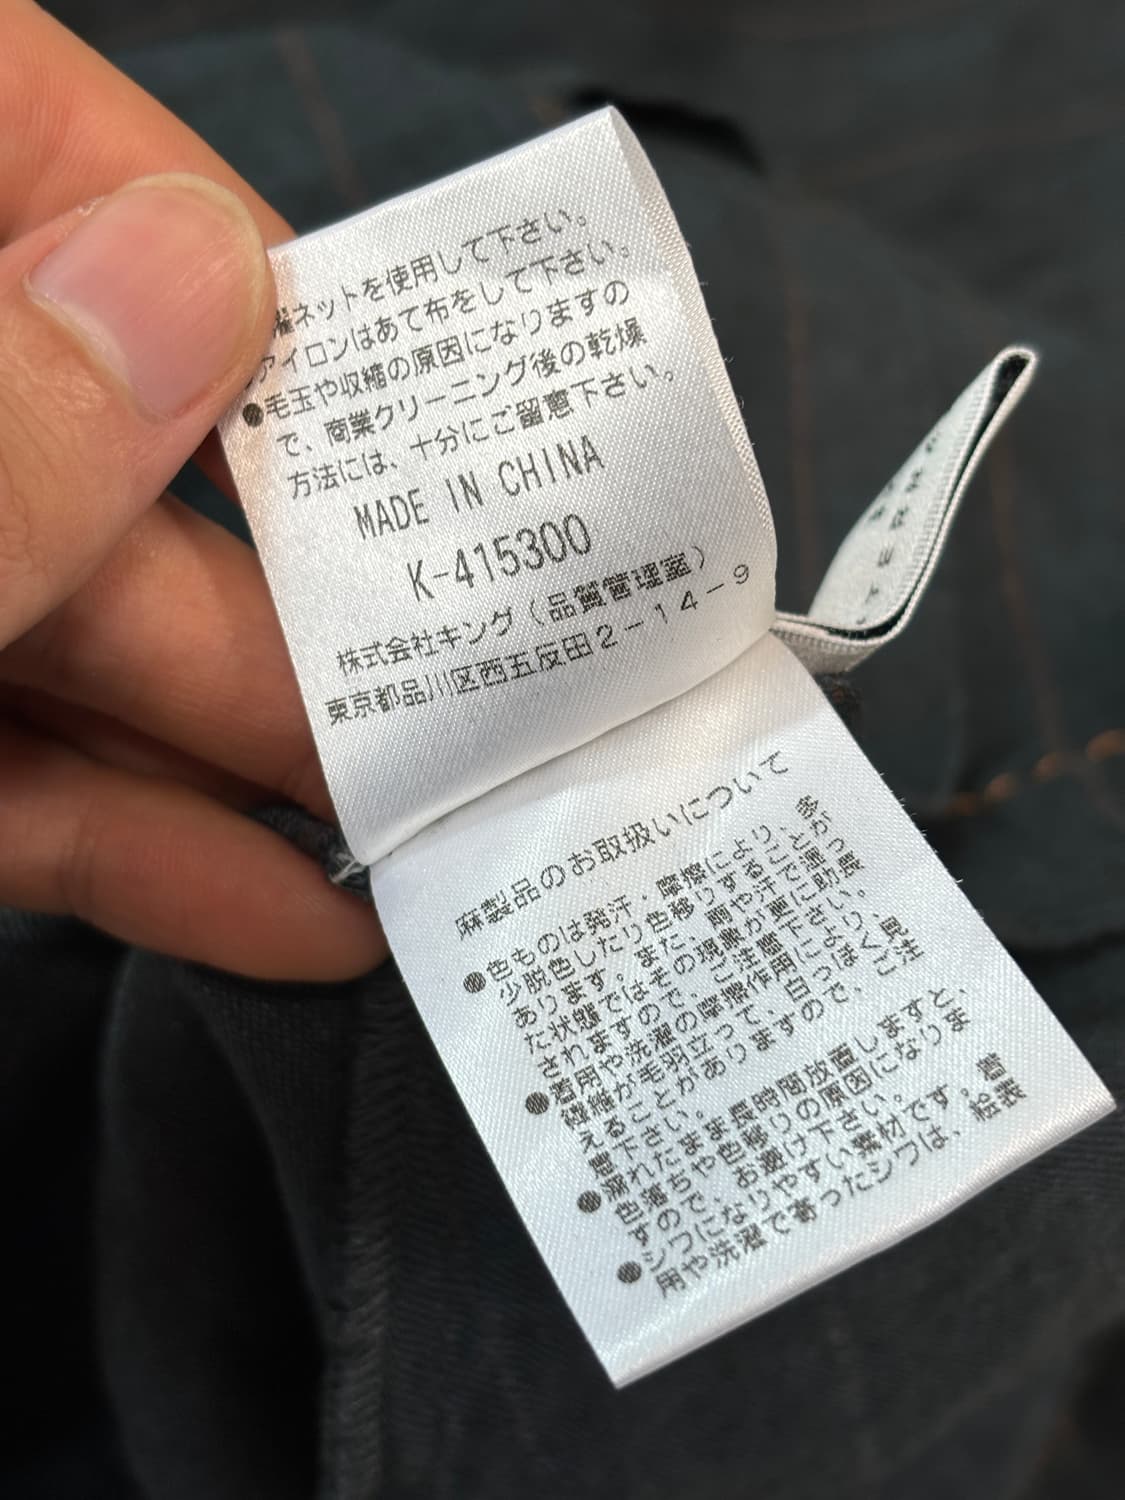 濯ネットを使用して下さい。
アイロンはあて布をして下さい。
●毛玉や収縮の原因になりますの
で、商業クリーニング後の乾燥
方法には、十分にご留意下さい。
MADE IN CHINA
K-415300
株式会社キング(品質管理室)
東京都品川区西五反田2-14-9
麻製品のお取扱いについて
●色ものは発汗・摩擦により、多
少脱色したり色移りすることが
あります。また、雨や汗で濡っ
た状態ではその現象が更に助長
されますので、ご注意下さい。
●着用や洗濯の摩擦作用により、
繊維が毛羽立って、白っぽく見
えることがありますので、ご注
意下さい。
●濡れたまま長時間放置しますと、
色落ちや色移りの原因になりま
すので、お避け下さい。
●シワになりやすい素材です。着
用や洗濯で寄ったシワは、絵表